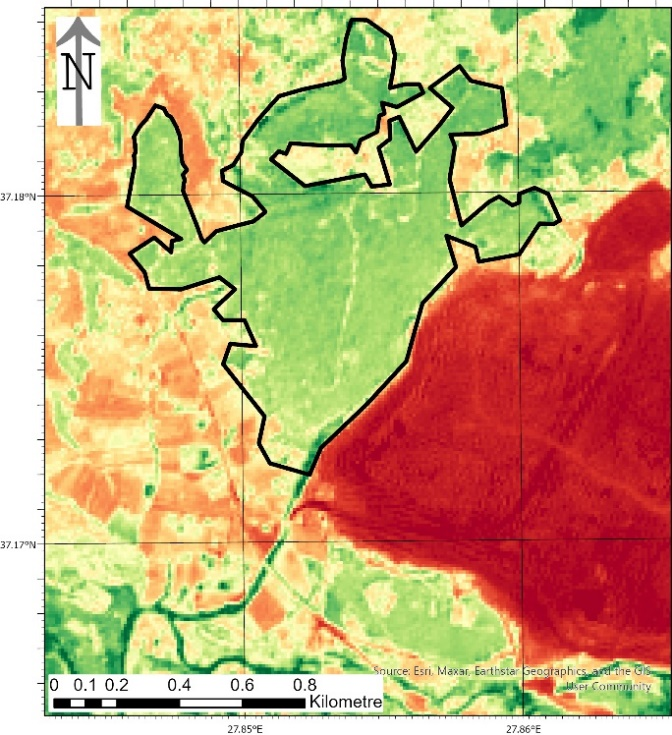 N
37.18°N
37.17°N
Source: Esri, Maxar, Earthstar Geographics, and the GIS
User Community
0 0.1 0.2 0.4 0.6 0.8
Kilometre
27.85°E 27.86°E